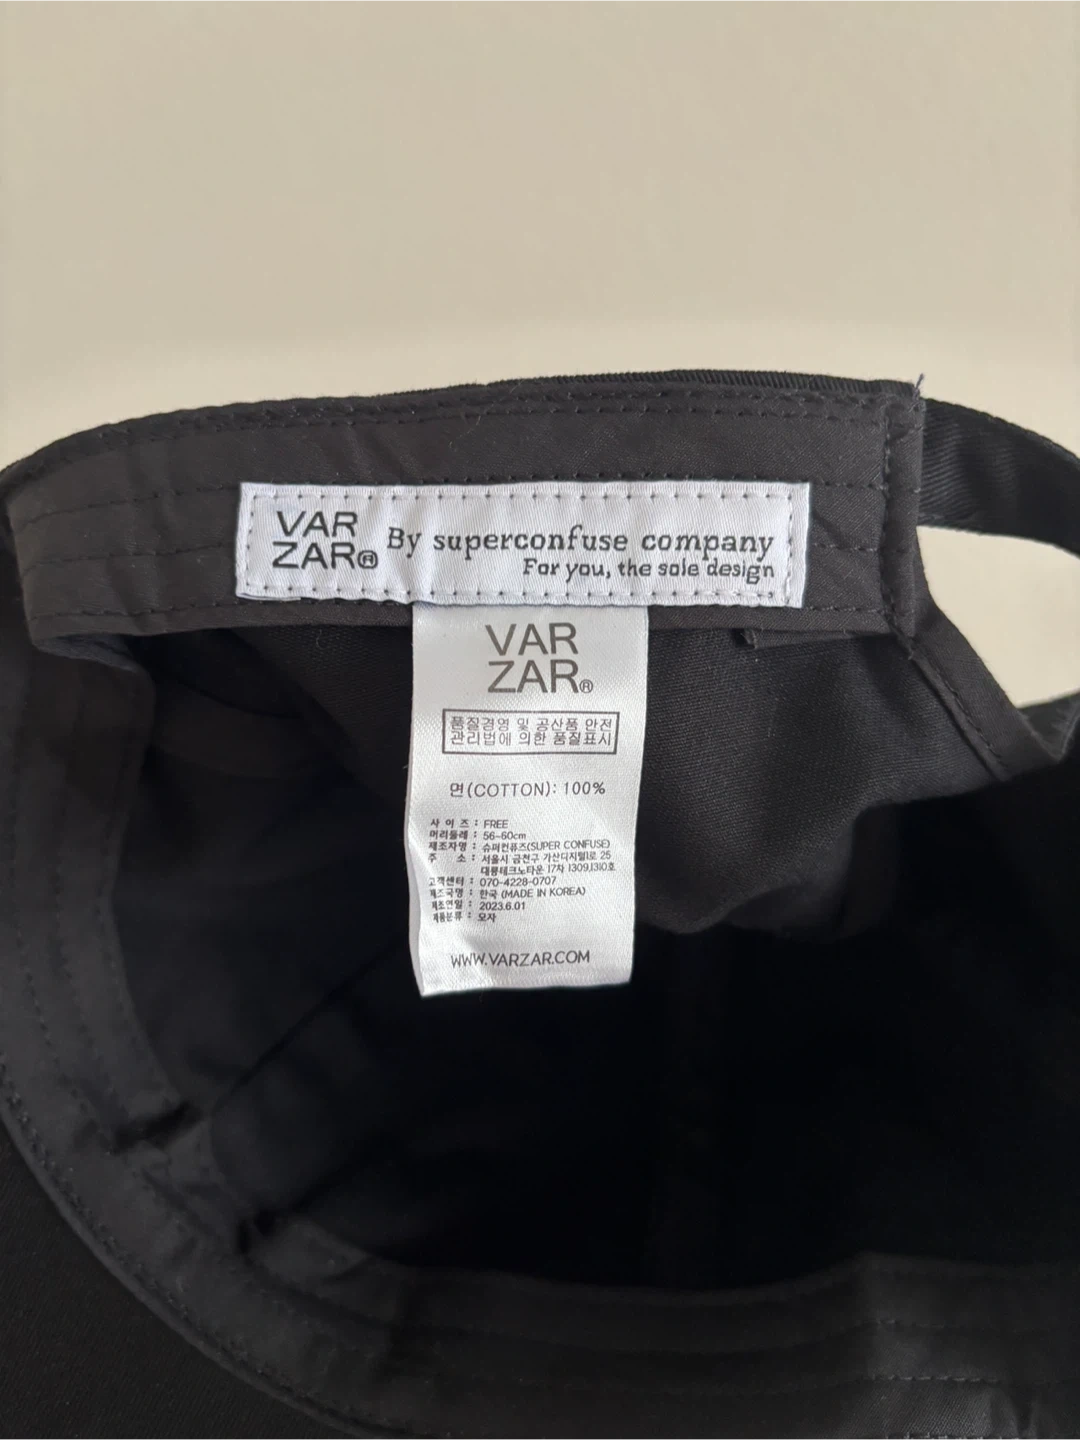 VAR
ZAR®
By superconfuse company
For you, the sole design
VAR
ZAR®
품질경영 및 공산품 안전
관리법에 의한 품질표시
면(COTTON): 100%
사 이 즈 : FREE
머리둘레 : 56~60cm
제조자명 : 슈퍼컨퓨즈(SUPER CONFUSE)
주 소 : 서울시 금천구 가산디지털1로 25
대륭테크노타운 17차 1309,1310호
고객센터 : 070-4228-0707
제조국명 : 한국 (MADE IN KOREA)
제조연일 : 2023.6.01
제품분류 : 모자
WWW.VARZAR.COM